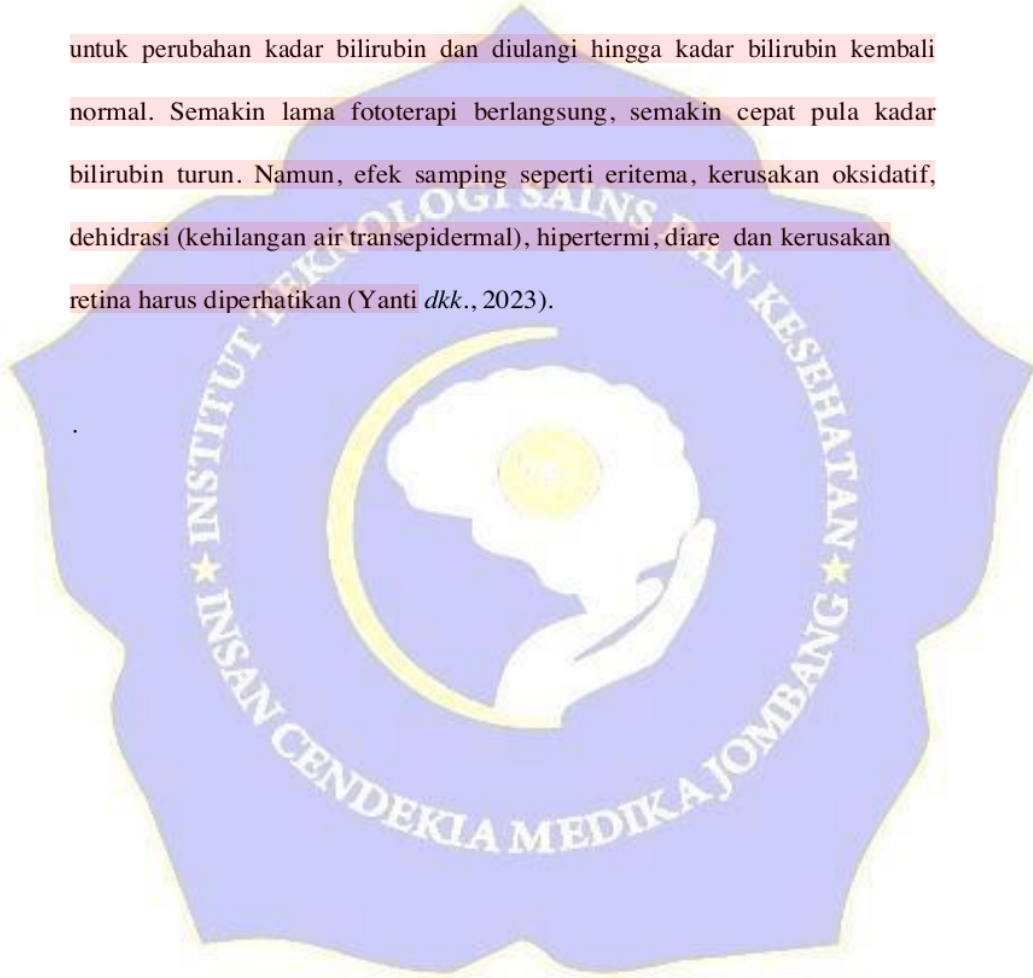 untuk perubahan kadar bilirubin dan diulangi hingga kadar bilirubin kembali
normal. Semakin lama fototerapi berlangsung, semakin cepat pula kadar
bilirubin turun. Namun, efek samping seperti eritema, kerusakan oksidatif,
dehidrasi (kehilangan air transepidermal), hipertermi, diare dan kerusakan
retina harus diperhatikan (Yanti dkk., 2023).
.
INSTITUT TEKNOLOGI SAINS DAN KESEHATAN
INSAN CENDEKIA MEDIKA JOMBANG